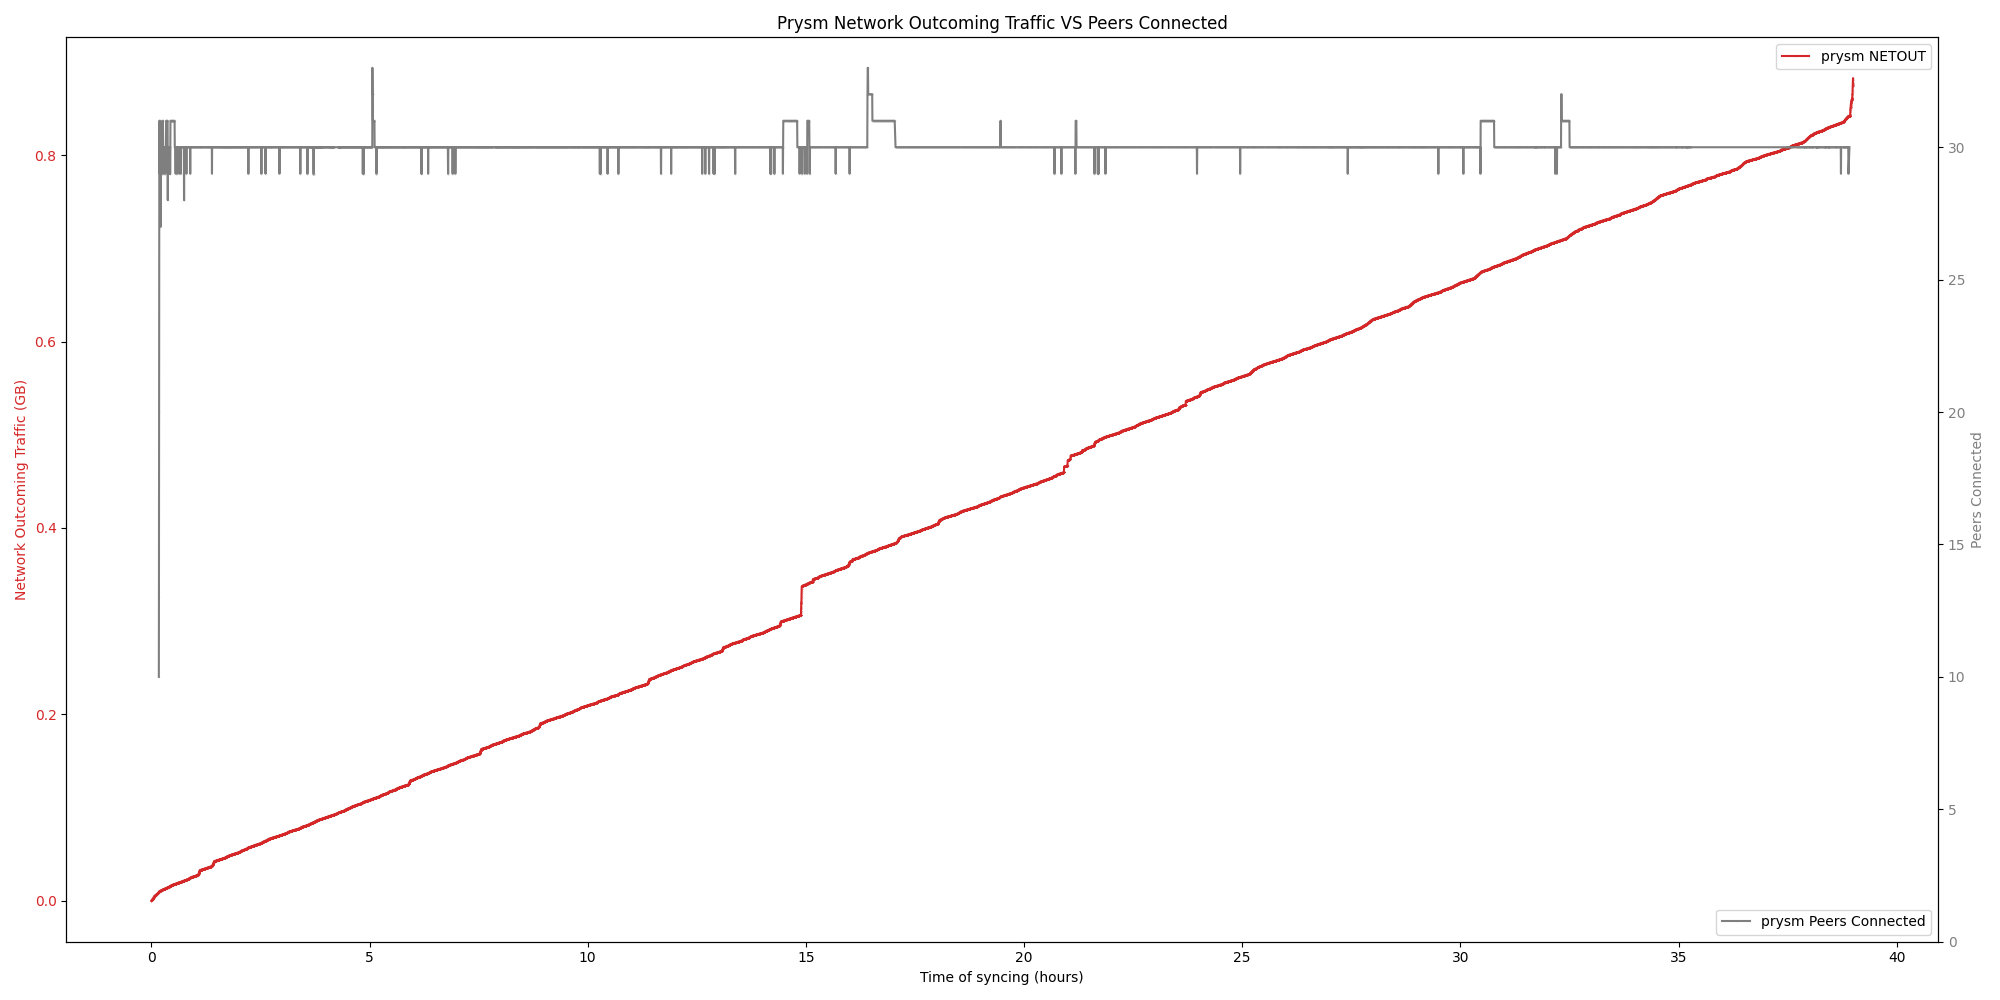 Prysm Network Outcoming Traffic VS Peers Connected
prysm NETOUT
0.8
0.6
0.4
0.2
0.0
Network Outcoming Traffic (GB)
30
25
20
15
10
5
0
Peers Connected
prysm Peers Connected
0 5 10 15 20 25 30 35 40
Time of syncing (hours)